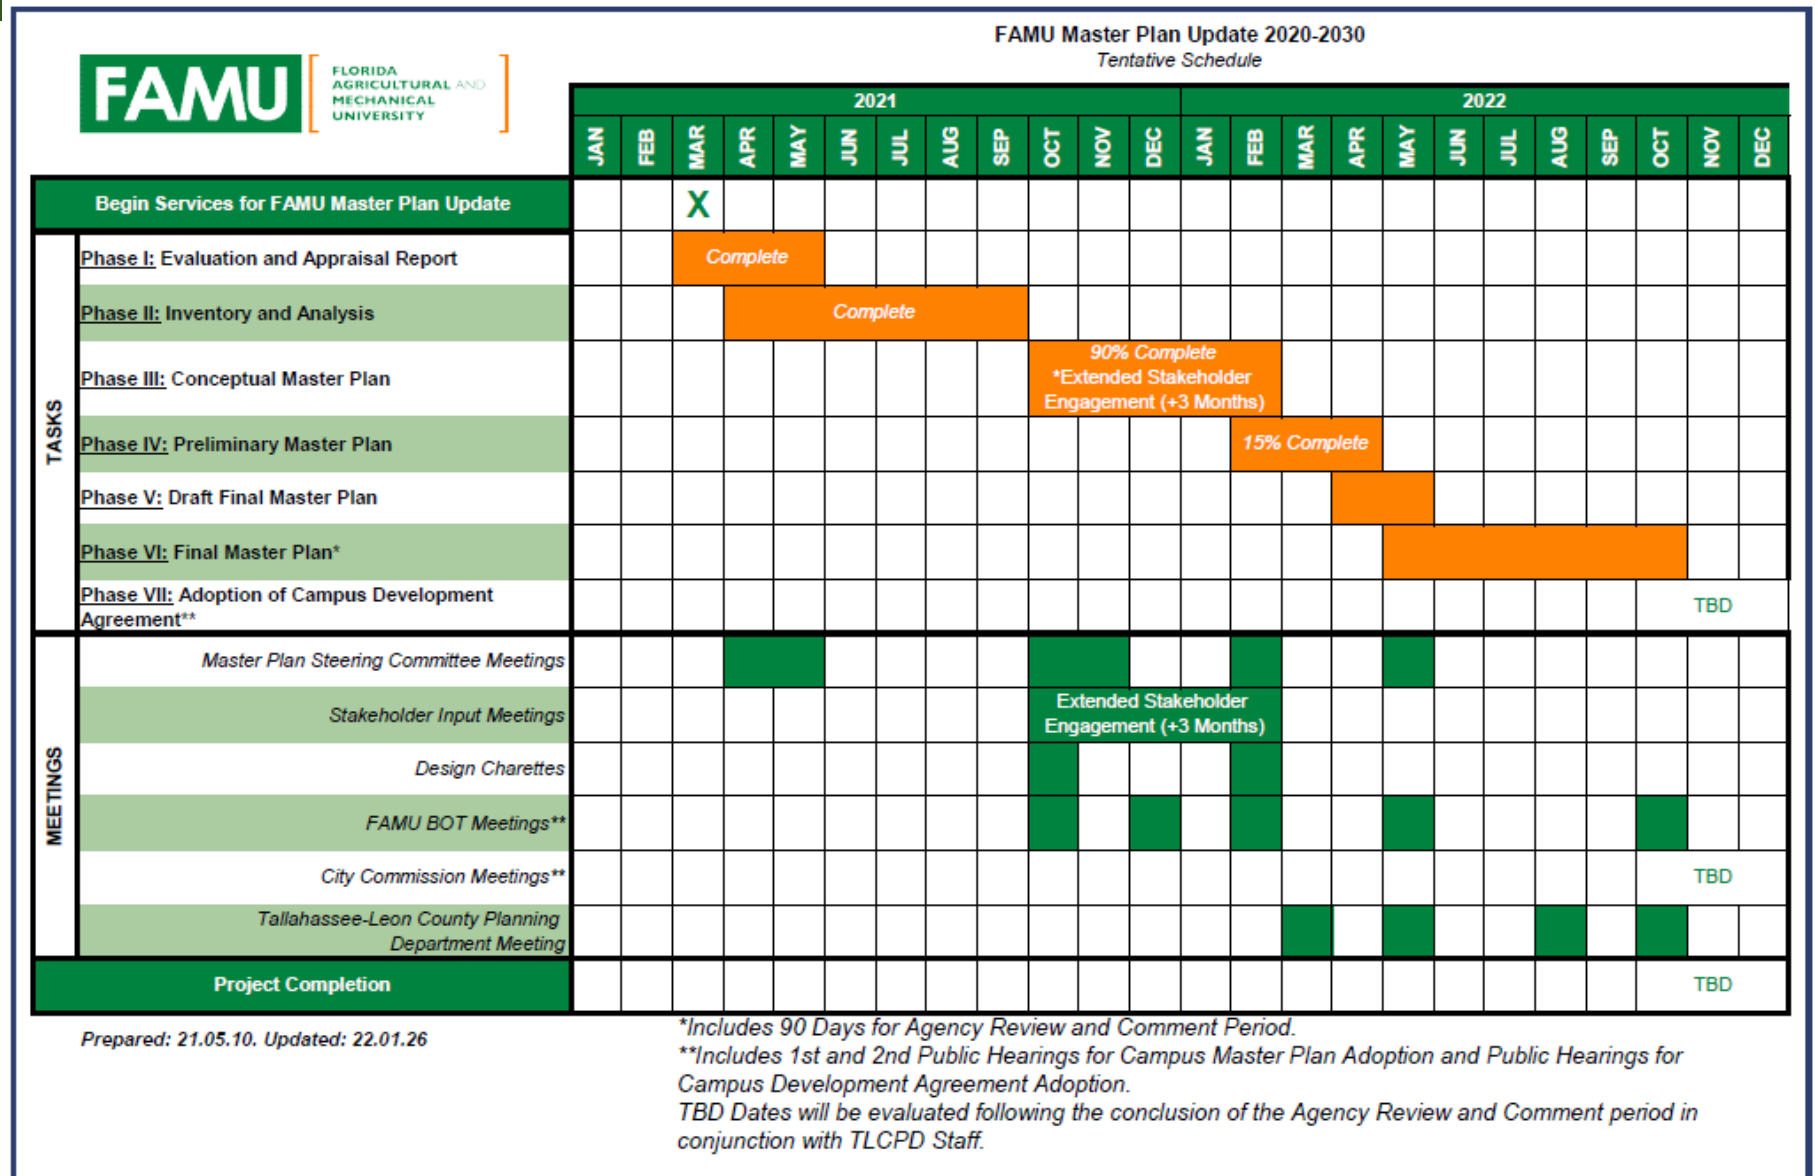 FAMU Master Plan Update 2020-2030
Tentative Schedule
FAMU
FLORIDA
AGRICULTURAL AND
MECHANICAL
UNIVERSITY
2021 2022
JAN FEB MAR APR MAY JUN JUL AUG SEP OCT NOV DEC JAN FEB MAR APR MAY JUN JUL AUG SEP OCT NOV DEC
Begin Services for FAMU Master Plan Update X
TASKS
Phase I: Evaluation and Appraisal Report Complete
Phase II: Inventory and Analysis Complete
Phase III: Conceptual Master Plan
90% Complete
*Extended Stakeholder
Engagement (+3 Months)
Phase IV: Preliminary Master Plan 15% Complete
Phase V: Draft Final Master Plan
Phase VI: Final Master Plan*
Phase VII: Adoption of Campus Development
Agreement**
TBD
MEETINGS
Master Plan Steering Committee Meetings
Stakeholder Input Meetings
Extended Stakeholder
Engagement (+3 Months)
Design Charettes
FAMU BOT Meetings**
City Commission Meetings** TBD
Tallahassee-Leon County Planning
Department Meeting
Project Completion TBD
Prepared: 21.05.10. Updated: 22.01.26
*Includes 90 Days for Agency Review and Comment Period.
**Includes 1st and 2nd Public Hearings for Campus Master Plan Adoption and Public Hearings for
Campus Development Agreement Adoption.
TBD Dates will be evaluated following the conclusion of the Agency Review and Comment period in
conjunction with TLCPD Staff.